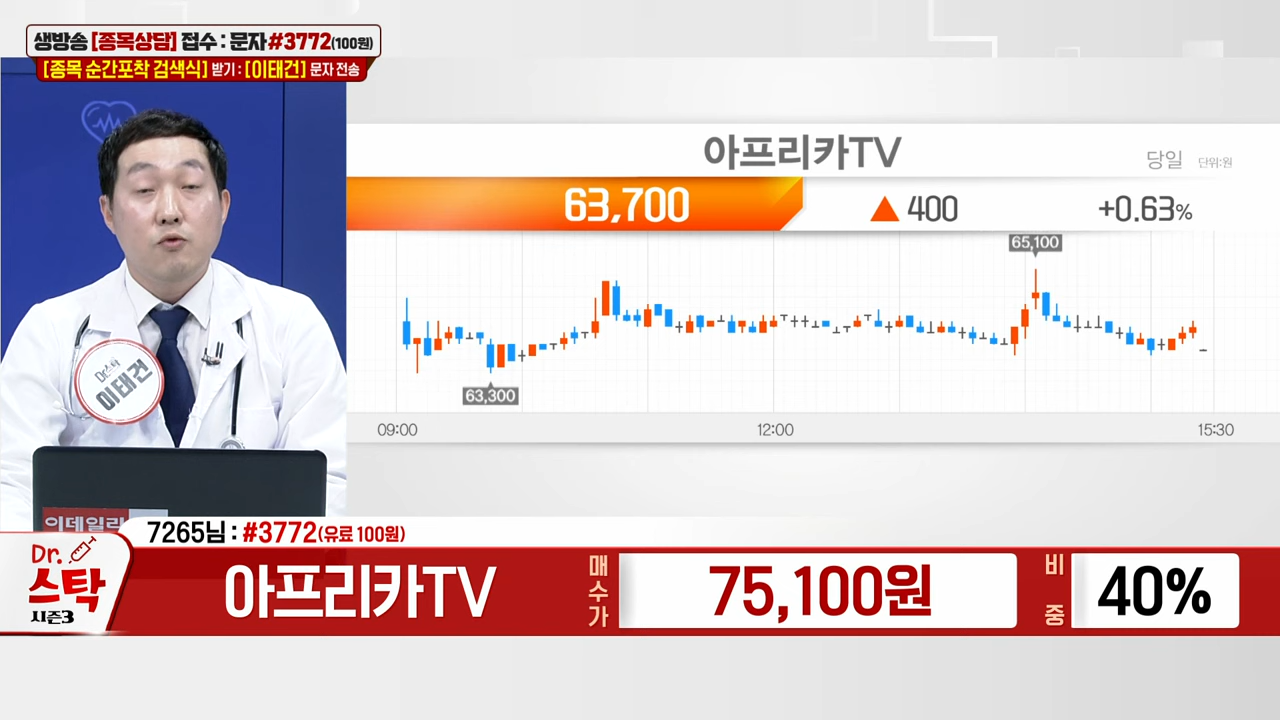 생방송 [종목상담] 접수 : 문자#3772(100원)
[종목 순간포착 검색식] 받기 : [이태건] 문자 전송
아프리카TV
당일 단위:원
63,700 ▲ 400 +0.63%
65,100
63,300
09:00 12:00 15:30
Dr.스탁
이태건
이데일리
7265님 : #3772(유료 100원)
Dr.
스탁
시즌3
아프리카TV 매수가 75,100원 비중 40%